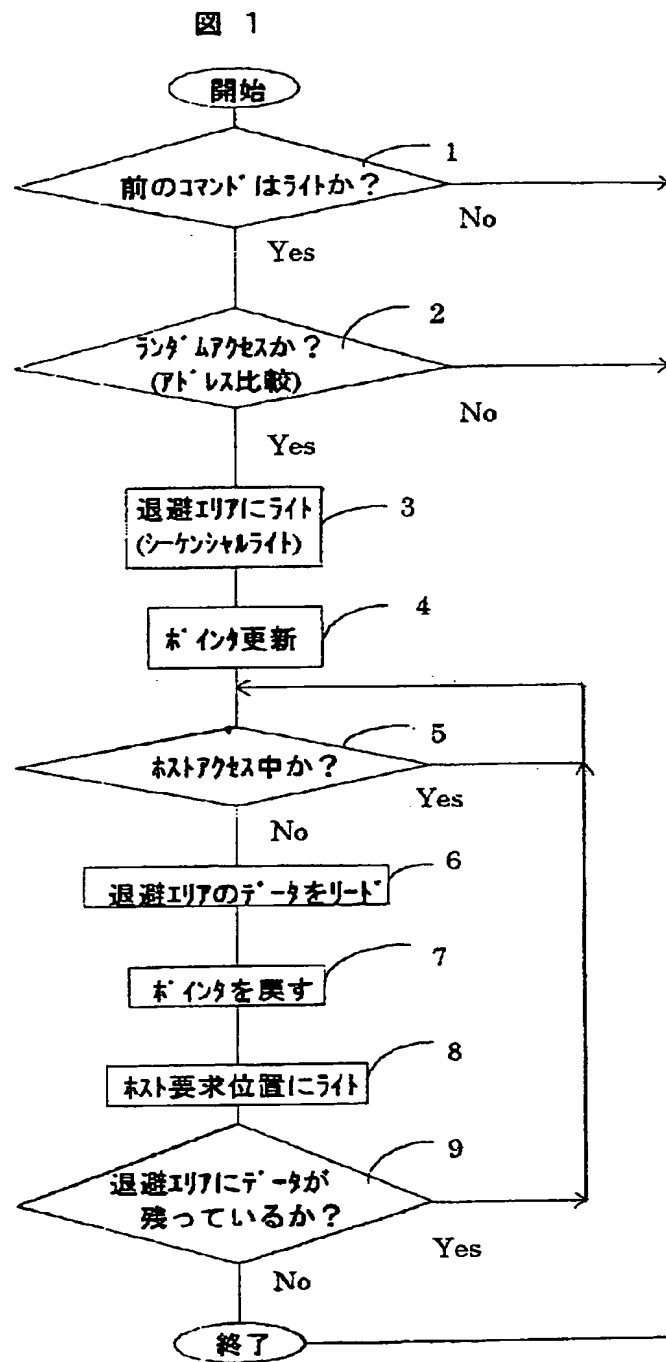 図 1
開始
1
前のコマンドはライトか？
No
Yes
2
ランダムアクセスか？
(アドレス比較)
No
Yes
退避エリアにライト
(シーケンシャルライト)
3
4
ポインタ更新
5
ホストアクセス中か？
Yes
No
6
退避エリアのデータをリード
7
ポインタを戻す
8
ホスト要求位置にライト
9
退避エリアにデータが
残っているか？
Yes
No
終了